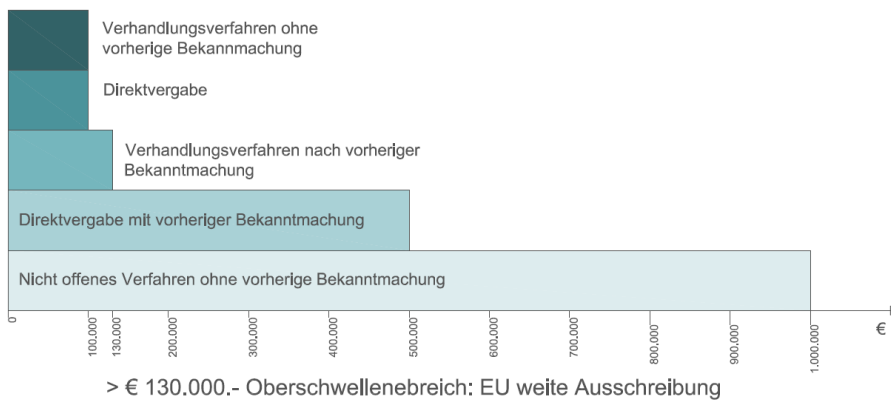 Verhandlungsverfahren ohne
vorherige Bekannmachung
Direktvergabe
Verhandlungsverfahren nach vorheriger
Bekanntmachung
Direktvergabe mit vorheriger Bekanntmachung
Nicht offenes Verfahren ohne vorherige Bekanntmachung
0
100.000
130.000
200.000
300.000
400.000
500.000
600.000
700.000
800.000
900.000
1.000.000
€
> € 130.000.- Oberschwellenebreich: EU weite Ausschreibung